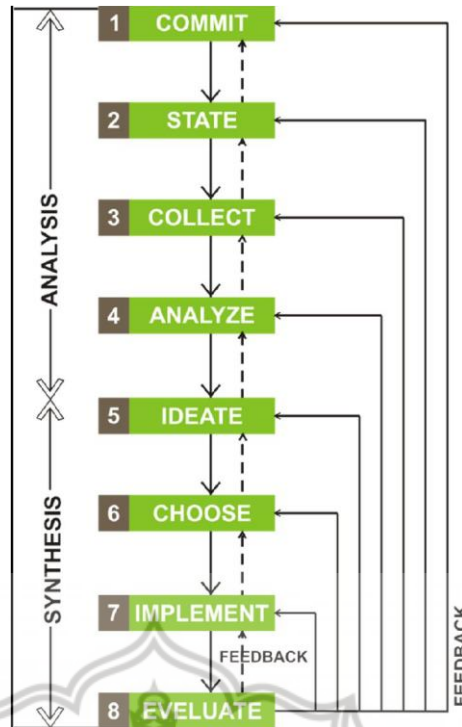 1 COMMIT
2 STATE
3 COLLECT
4 ANALYZE
5 IDEATE
6 CHOOSE
7 IMPLEMENT
8 EVELUATE
ANALYSIS
SYNTHESIS
FEEDBACK
FEEDBACK